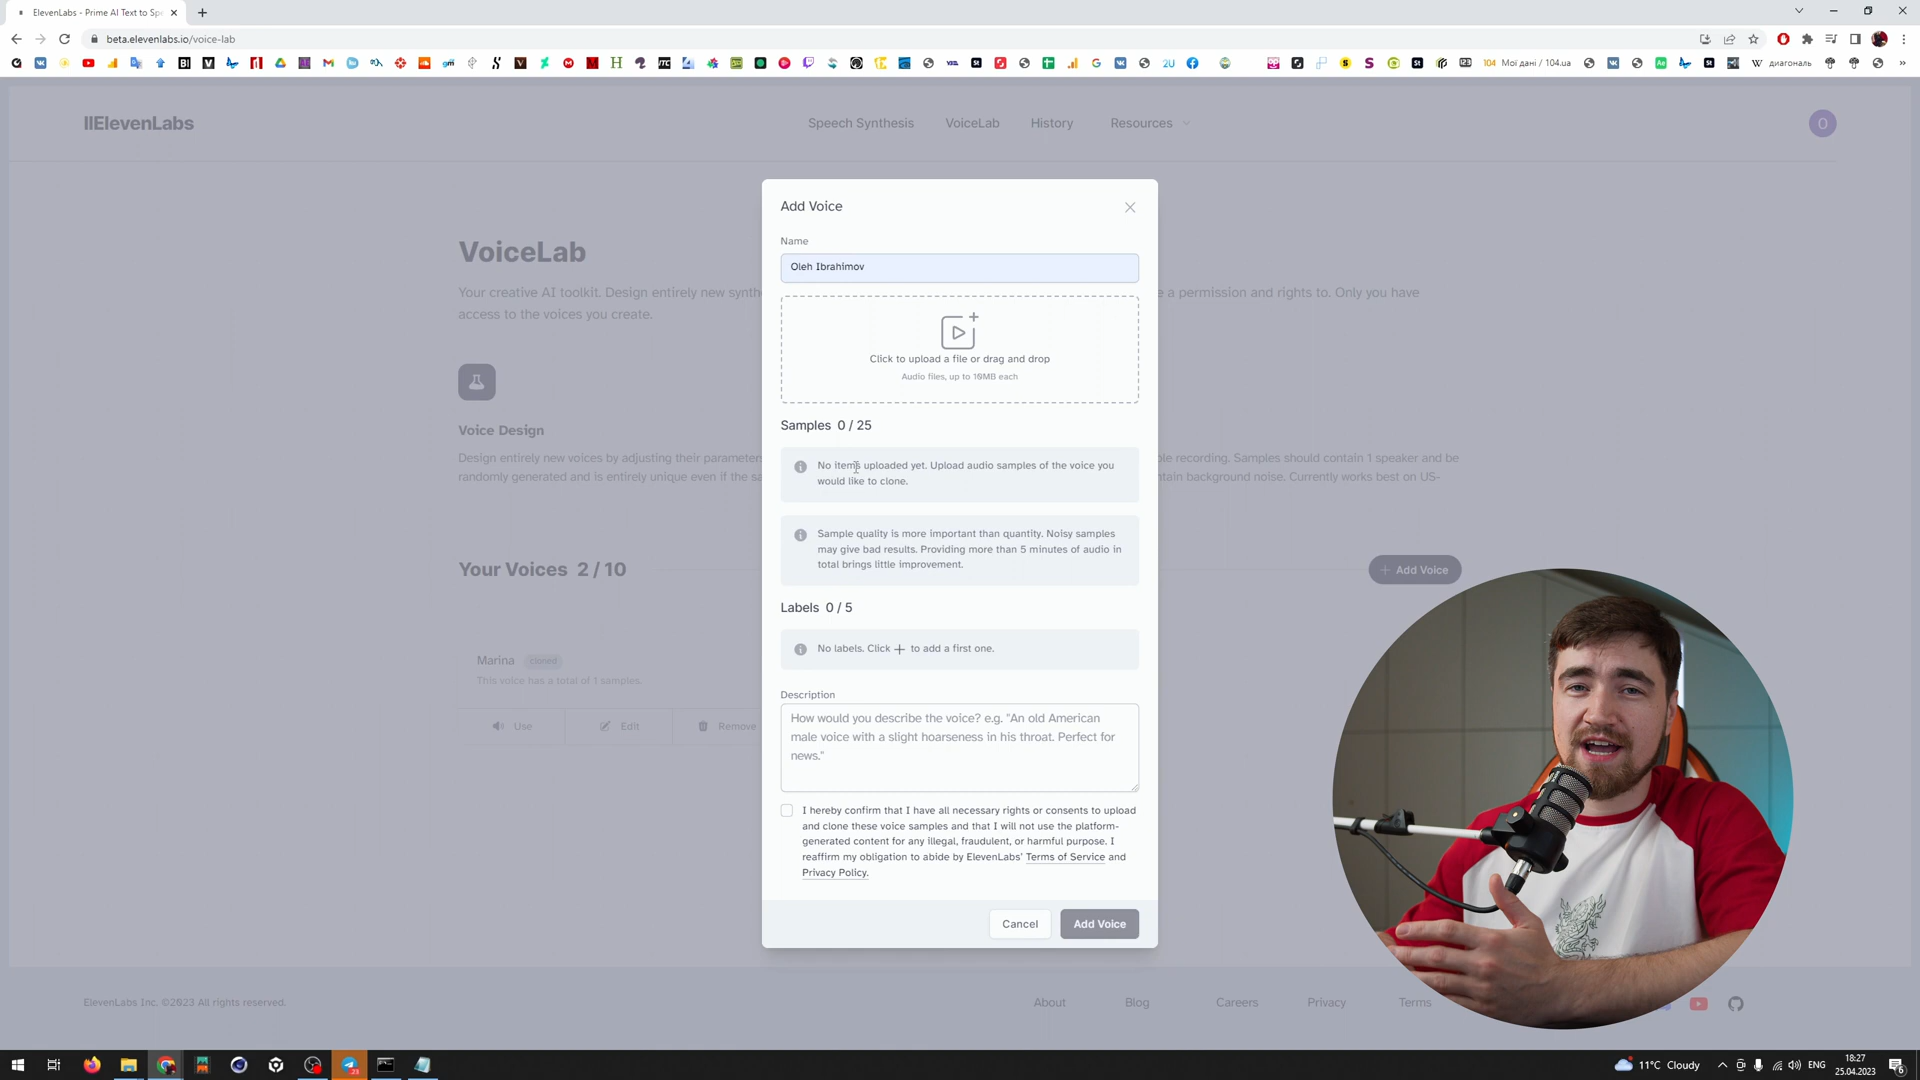 ElevenLabs - Prime AI Text to Spe
beta.elevenlabs.io/voice-lab
104 Мої дані / 104.ua
диагональ
IIElevenLabs
Speech Synthesis
VoiceLab
History
Resources
O
Add Voice
Name
Oleh Ibrahimov
Click to upload a file or drag and drop
Audio files, up to 10MB each
Samples 0 / 25
No items uploaded yet. Upload audio samples of the voice you
would like to clone.
Sample quality is more important than quantity. Noisy samples
may give bad results. Providing more than 5 minutes of audio in
total brings little improvement.
Labels 0 / 5
No labels. Click + to add a first one.
Description
How would you describe the voice? e.g. "An old American
male voice with a slight hoarseness in his throat. Perfect for
news."
I hereby confirm that I have all necessary rights or consents to upload
and clone these voice samples and that I will not use the platform-
generated content for any illegal, fraudulent, or harmful purpose. I
reaffirm my obligation to abide by ElevenLabs' Terms of Service and
Privacy Policy.
Cancel
Add Voice
VoiceLab
Your creative AI toolkit. Design entirely new synth
e a permission and rights to. Only you have
access to the voices you create.
Voice Design
Design entirely new voices by adjusting their parameters
ple recording. Samples should contain 1 speaker and be
randomly generated and is entirely unique even if the sa
ntain background noise. Currently works best on US-
Your Voices 2 / 10
+ Add Voice
Marina cloned
This voice has a total of 1 samples.
Use
Edit
Remove
ElevenLabs Inc. ©2023 All rights reserved.
About
Blog
Careers
Privacy
Terms
11°C Cloudy
ENG
18:27
25.04.2023